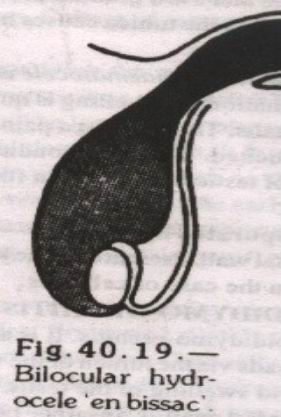 Fig. 40.19.—
Bilocular hydr-
ocele ‘en bissac’.